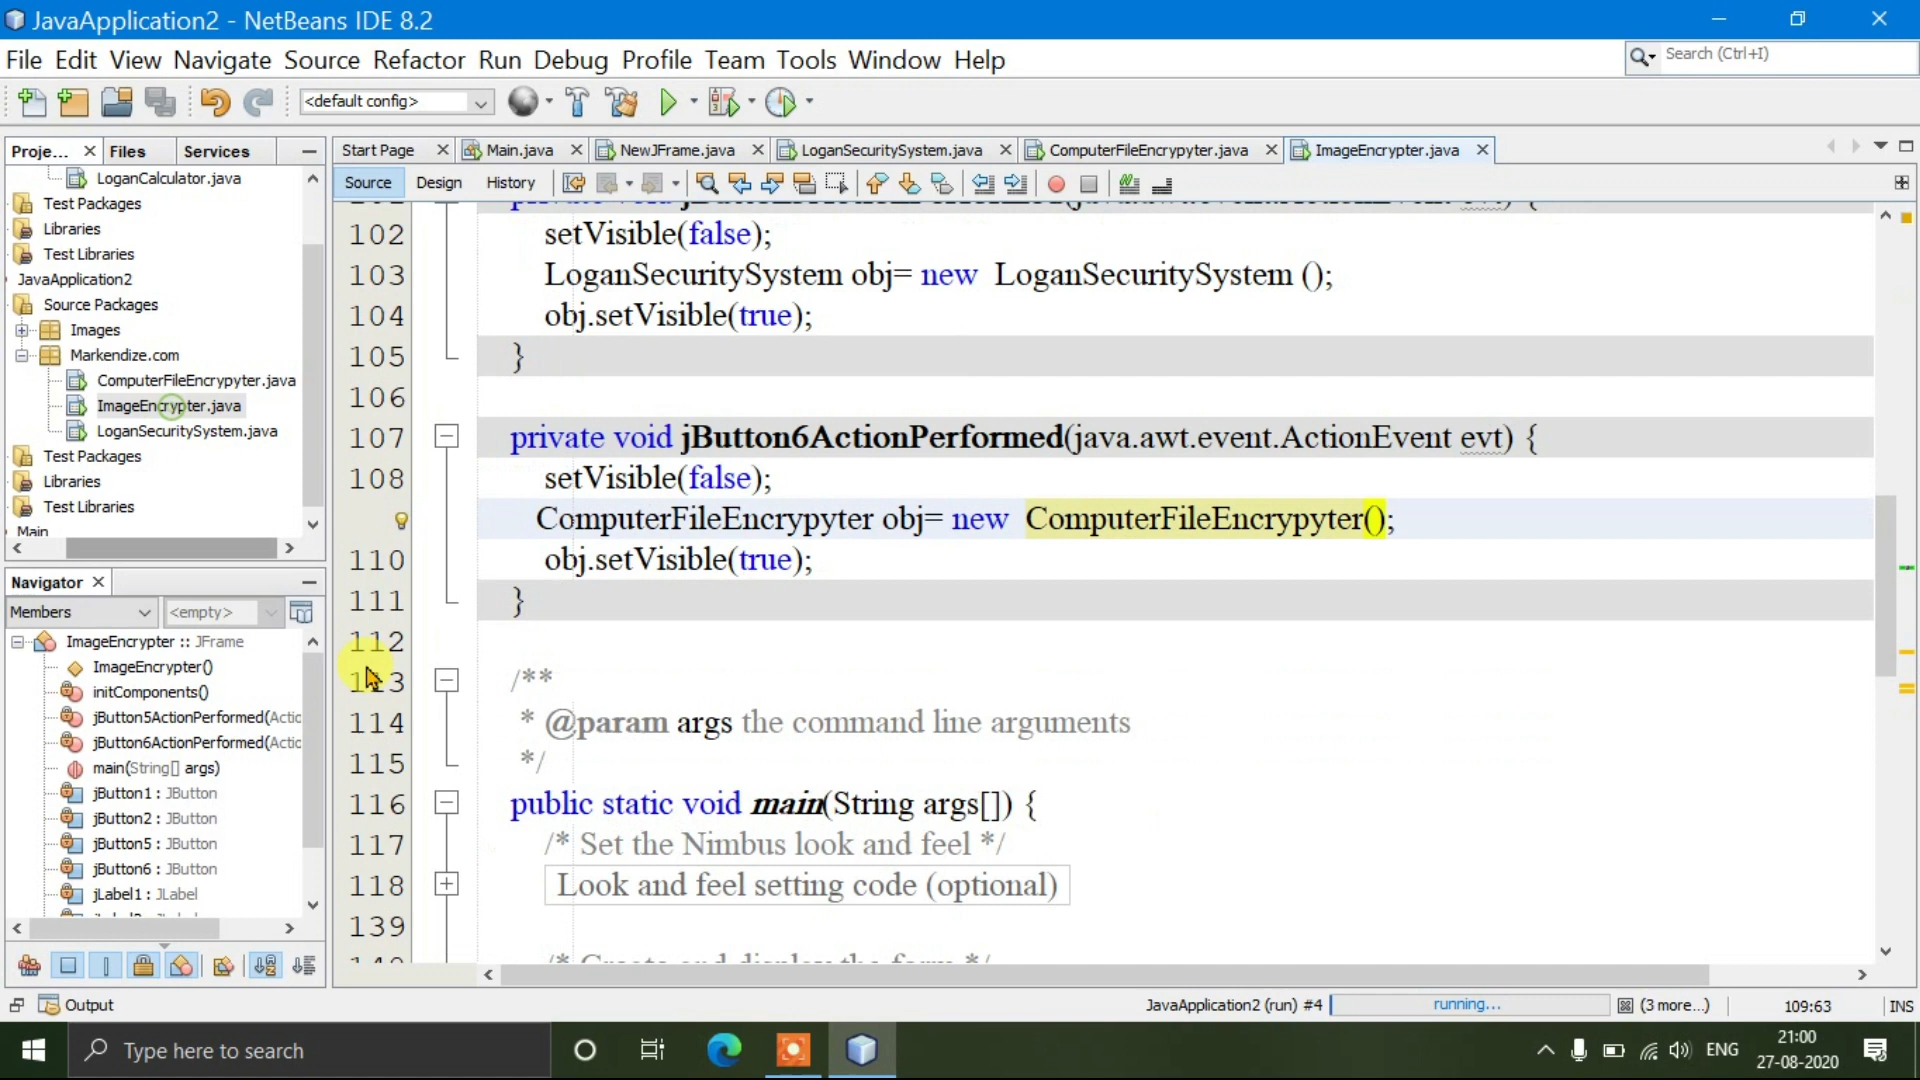 JavaApplication2 - NetBeans IDE 8.2
File Edit View Navigate Source Refactor Run Debug Profile Team Tools Window Help
Search (Ctrl+I)
<default config>
Proje... Files Services
Start Page Main.java NewJFrame.java LoganSecuritySystem.java ComputerFileEncrypyter.java ImageEncrypter.java
Source Design History
LoganCalculator.java
Test Packages
Libraries
Test Libraries
JavaApplication2
Source Packages
Images
Markendize.com
ComputerFileEncrypyter.java
ImageEncrypter.java
LoganSecuritySystem.java
Test Packages
Libraries
Test Libraries
Main
Navigator
Members <empty>
ImageEncrypter :: JFrame
ImageEncrypter()
initComponents()
jButton5ActionPerformed(Actic
jButton6ActionPerformed(Actic
main(String[] args)
jButton1 : JButton
jButton2 : JButton
jButton5 : JButton
jButton6 : JButton
jLabel1 : JLabel
102 setVisible(false);
103 LoganSecuritySystem obj= new LoganSecuritySystem ();
104 obj.setVisible(true);
105 }
106
107 private void jButton6ActionPerformed(java.awt.event.ActionEvent evt) {
108 setVisible(false);
ComputerFileEncrypyter obj= new ComputerFileEncrypyter();
110 obj.setVisible(true);
111 }
112
113 /**
114 * @param args the command line arguments
115 */
116 public static void main(String args[]) {
117 /* Set the Nimbus look and feel */
118 Look and feel setting code (optional)
139
Output
JavaApplication2 (run) #4 running... (3 more...) 109:63 INS
Type here to search
ENG
21:00
27-08-2020